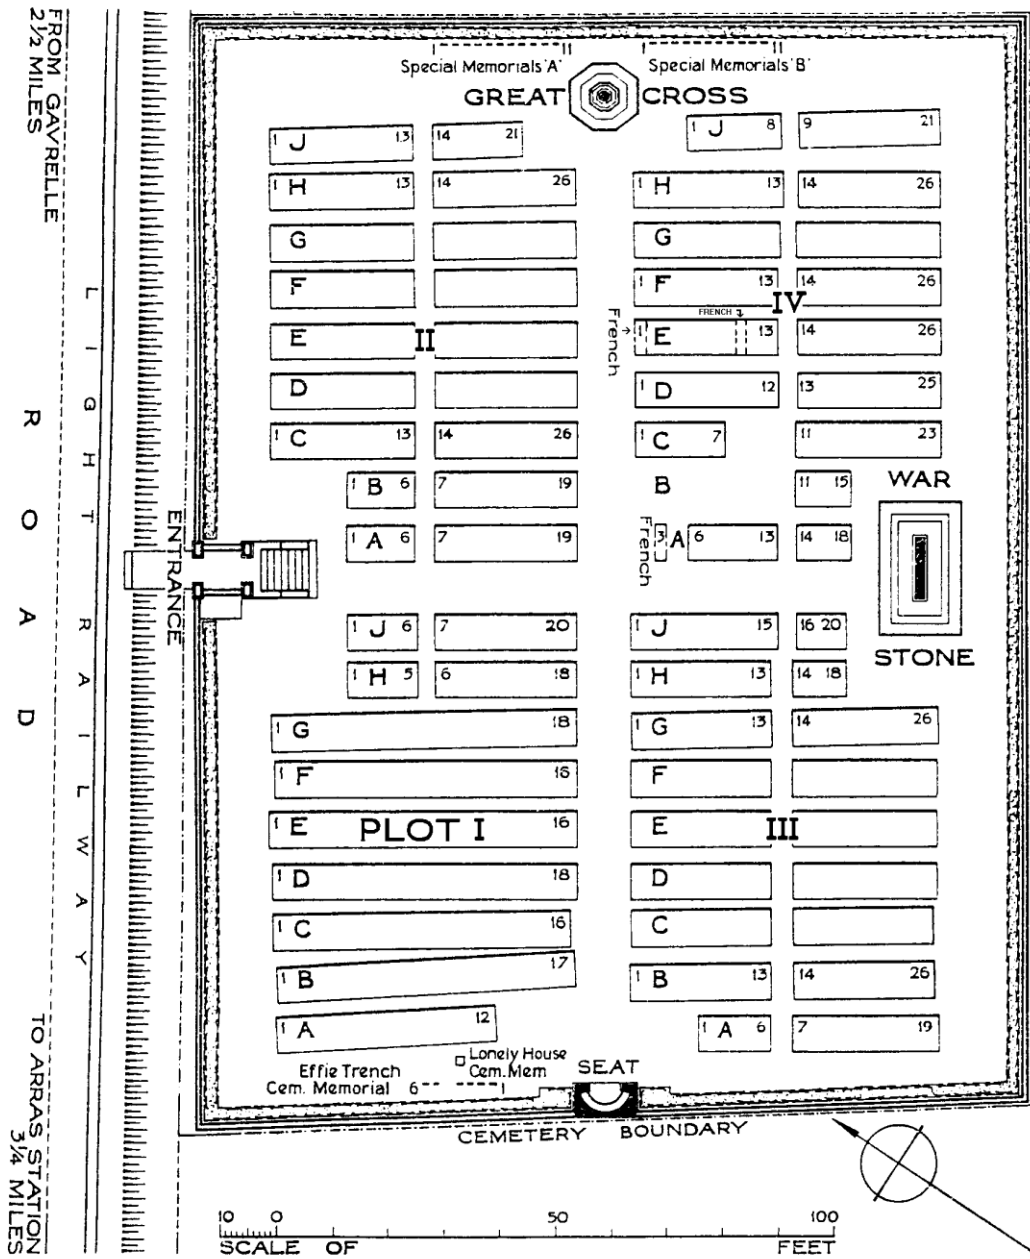 FROM GAVRELLE
2½ MILES
Special Memorials 'A'
Special Memorials 'B'
GREAT CROSS
1 J 13 14 21
1 J 8 9 21
1 H 13 14 26
1 H 13 14 26
G
G
F
1 F 13 14 26
IV
E
II
French
1 E
FRENCH
13 14 26
D
1 D 12 13 25
1 C 13 14 26
1 C 7 11 23
1 B 6 7 19
B 11 15
WAR
STONE
1 A 6 7 19
French
3 A 6 13 14 18
ENTRANCE
LIGHT RAILWAY
ROAD
1 J 6 7 20
1 J 15 16 20
1 H 5 6 18
1 H 13 14 18
1 G 18
1 G 13 14 26
1 F 16
F
1 E PLOT I 16
E III
1 D 18
D
1 C 16
C
1 B 17
1 B 13 14 26
1 A 12
1 A 6 7 19
Effie Trench
Cem. Memorial 6 1
Lonely House
Cem. Mem
SEAT
CEMETERY BOUNDARY
TO ARRAS STATION
3¼ MILES
10 0 50 100
SCALE OF FEET